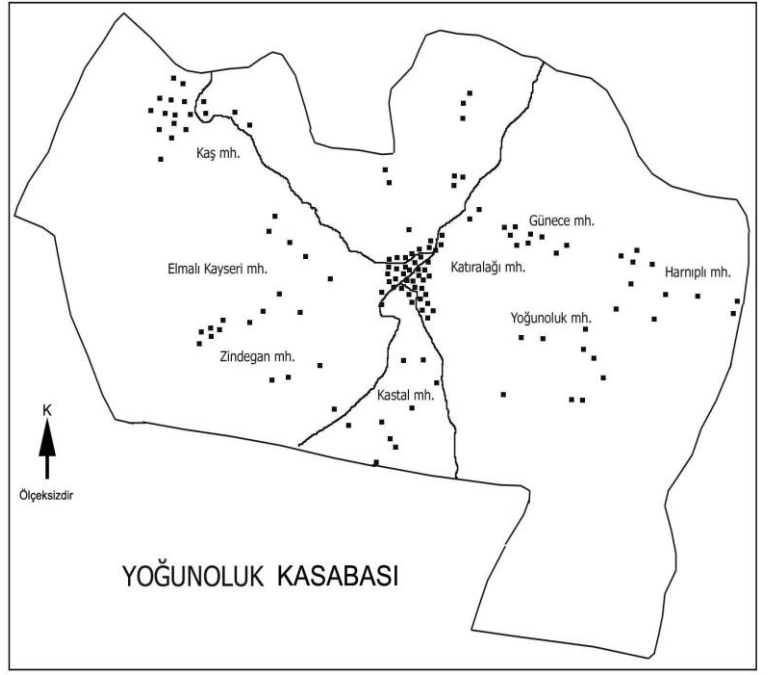 Kaş mh.
Günece mh.
Elmalı Kayseri mh.
Katıralağı mh.
Harnıplı mh.
Yoğunoluk mh.
Zindegan mh.
Kastal mh.
K
Ölçeksizdir
YOĞUNOLUK KASABASI